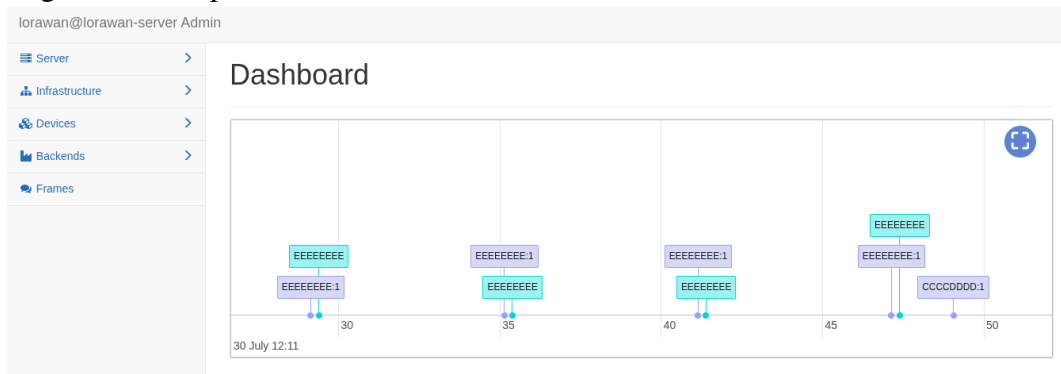 lorawan@lorawan-server Admin
Server
Infrastructure
Devices
Backends
Frames
Dashboard
EEEEEEEE
EEEEEEEE EEEEEEEE:1 EEEEEEEE:1 EEEEEEEE:1
EEEEEEEE:1 EEEEEEEE EEEEEEEE CCCCDDDD:1
30 35 40 45 50
30 July 12:11